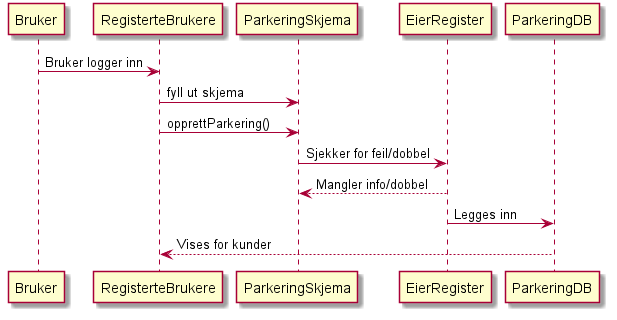 Bruker RegisterteBrukere ParkeringSkjema EierRegister ParkeringDB
Bruker logger inn
fyll ut skjema
opprettParkering()
Sjekker for feil/dobbel
Mangler info/dobbel
Legges inn
Vises for kunder
Bruker RegisterteBrukere ParkeringSkjema EierRegister ParkeringDB